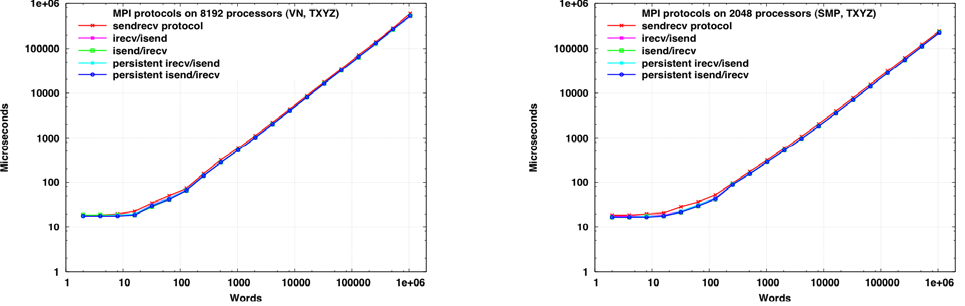 MPI protocols on 8192 processors (VN, TXYZ)
sendrecv protocol
irecv/isend
isend/irecv
persistent irecv/isend
persistent isend/irecv
1e+06
100000
10000
1000
100
10
1
Microseconds
1 10 100 1000 10000 100000 1e+06
Words
MPI protocols on 2048 processors (SMP, TXYZ)
sendrecv protocol
irecv/isend
isend/irecv
persistent irecv/isend
persistent isend/irecv
1e+06
100000
10000
1000
100
10
1
Microseconds
1 10 100 1000 10000 100000 1e+06
Words